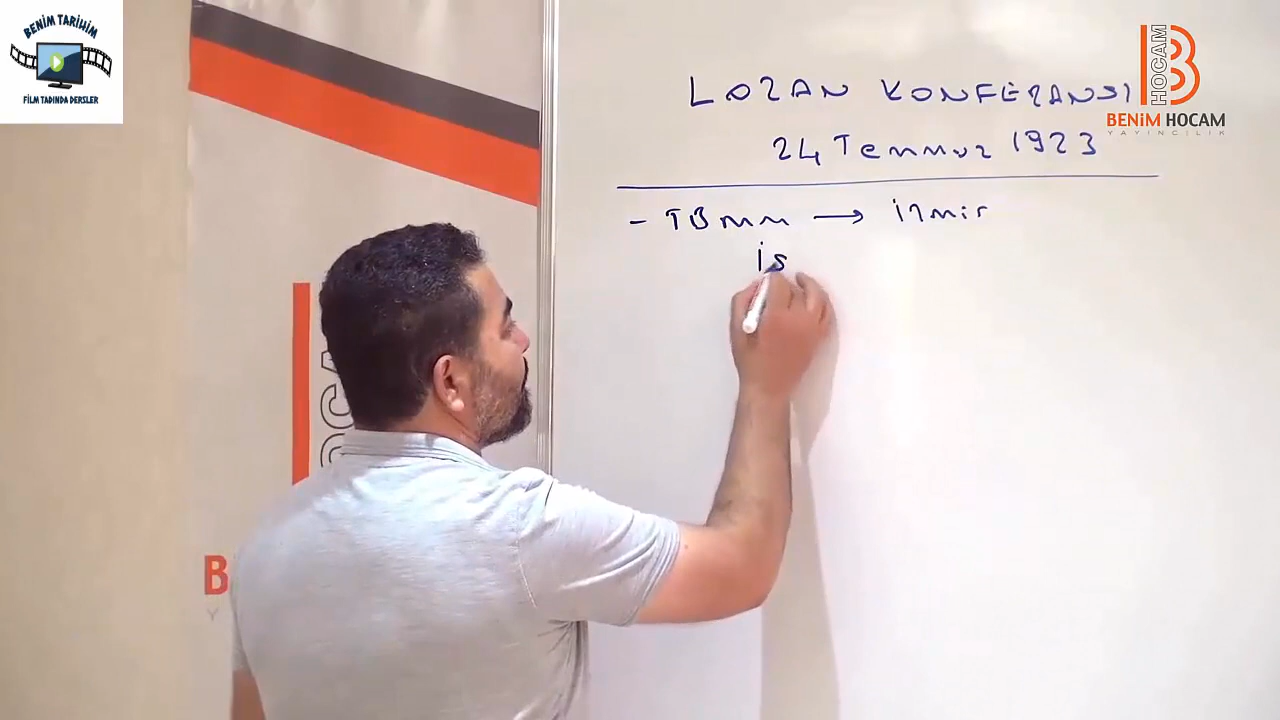 BENİM TARİHİM
FİLM TADINDA DERSLER
HOCAM
B
BENİM HOCAM
YAYINCILIK
LOZAN KONFERANSI
24 Temmuz 1923
- TBMM → İzmir
İs
B
Y